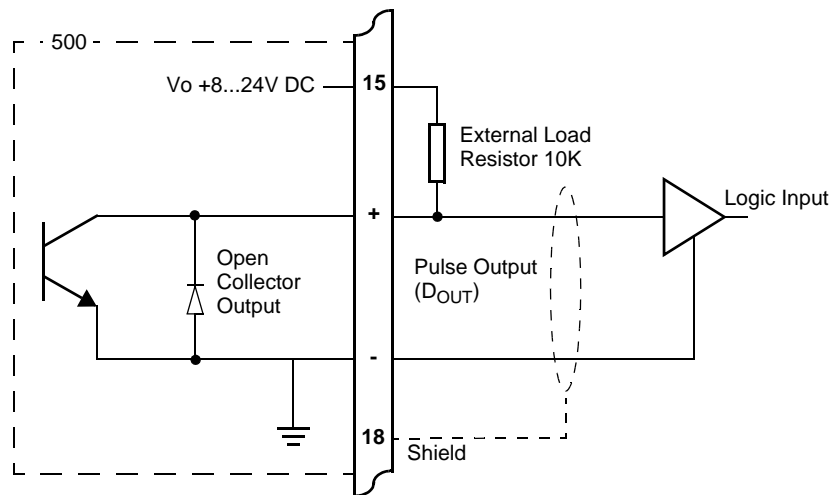 500
Vo +8...24V DC
15
External Load
Resistor 10K
Logic Input
+
Open
Collector
Output
Pulse Output
(DOUT)
-
18
Shield